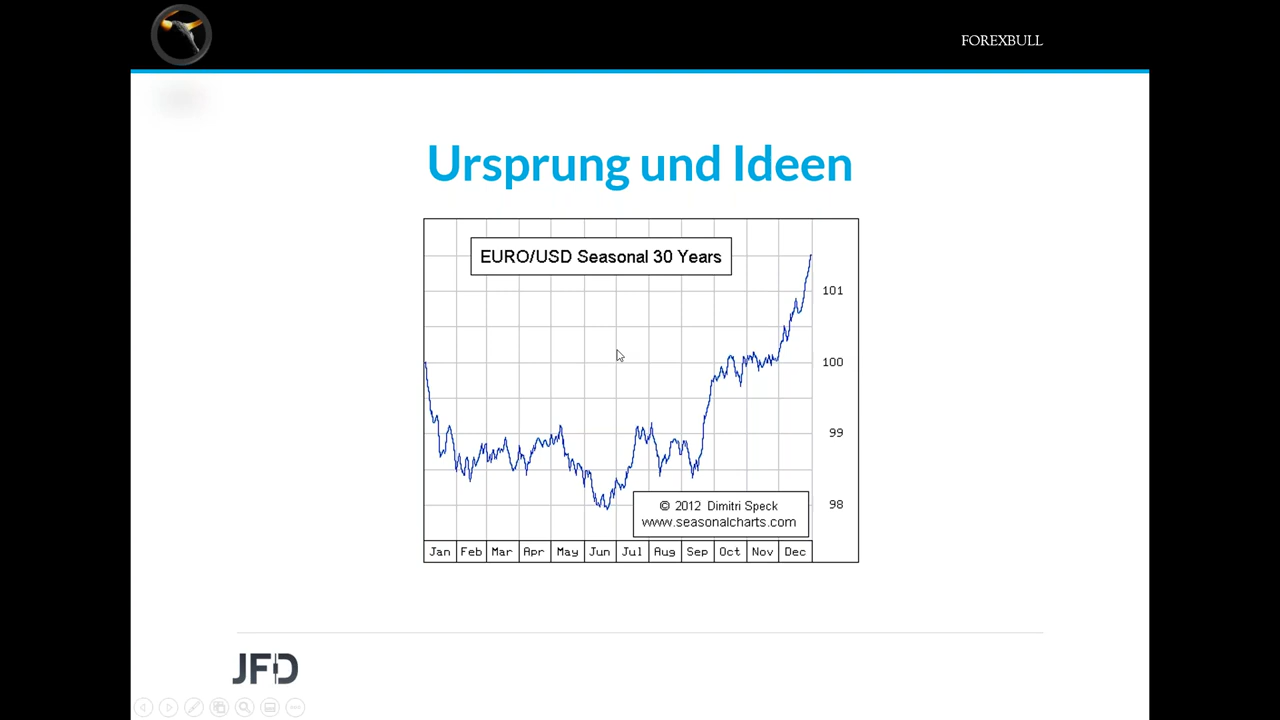 FOREXBULL
Ursprung und Ideen
EURO/USD Seasonal 30 Years
101
100
99
98
© 2012 Dimitri Speck
www.seasonalcharts.com
Jan Feb Mar Apr May Jun Jul Aug Sep Oct Nov Dec
JFD